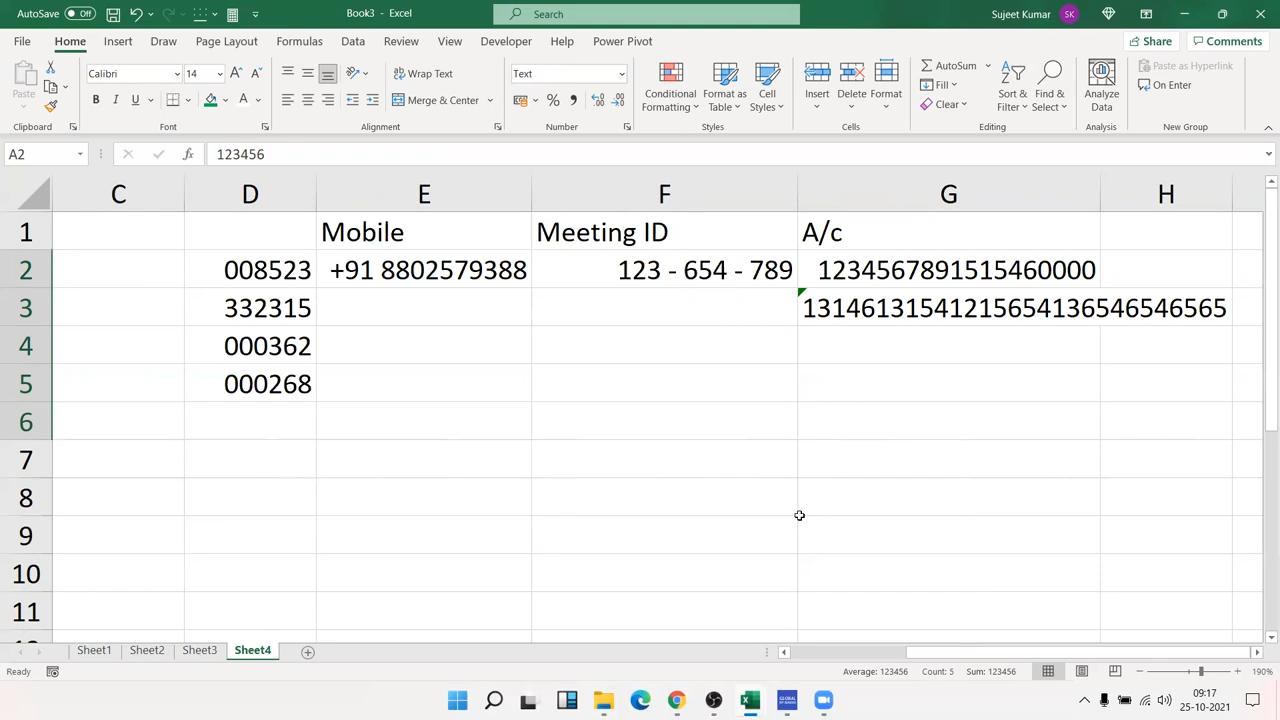 AutoSave Off
Book3 - Excel
Search
Sujeet Kumar SK
File Home Insert Draw Page Layout Formulas Data Review View Developer Help Power Pivot
Share Comments
Paste
Calibri 14
Wrap Text
Merge & Center
Text
Conditional Formatting
Format as Table
Cell Styles
Insert Delete Format
AutoSum
Fill
Clear
Sort & Filter
Find & Select
Analyze Data
Paste as Hyperlink
On Enter
Clipboard Font Alignment Number Styles Cells Editing Analysis New Group
A2 fx 123456
C D E F G H
1 Mobile Meeting ID A/c
2 008523 +91 8802579388 123 - 654 - 789 1234567891515460000
3 332315 131461315412156541365465 46565
4 000362
5 000268
6
7
8
9
10
11
Sheet1 Sheet2 Sheet3 Sheet4
Ready Average: 123456 Count: 5 Sum: 123456 190%
09:17
25-10-2021